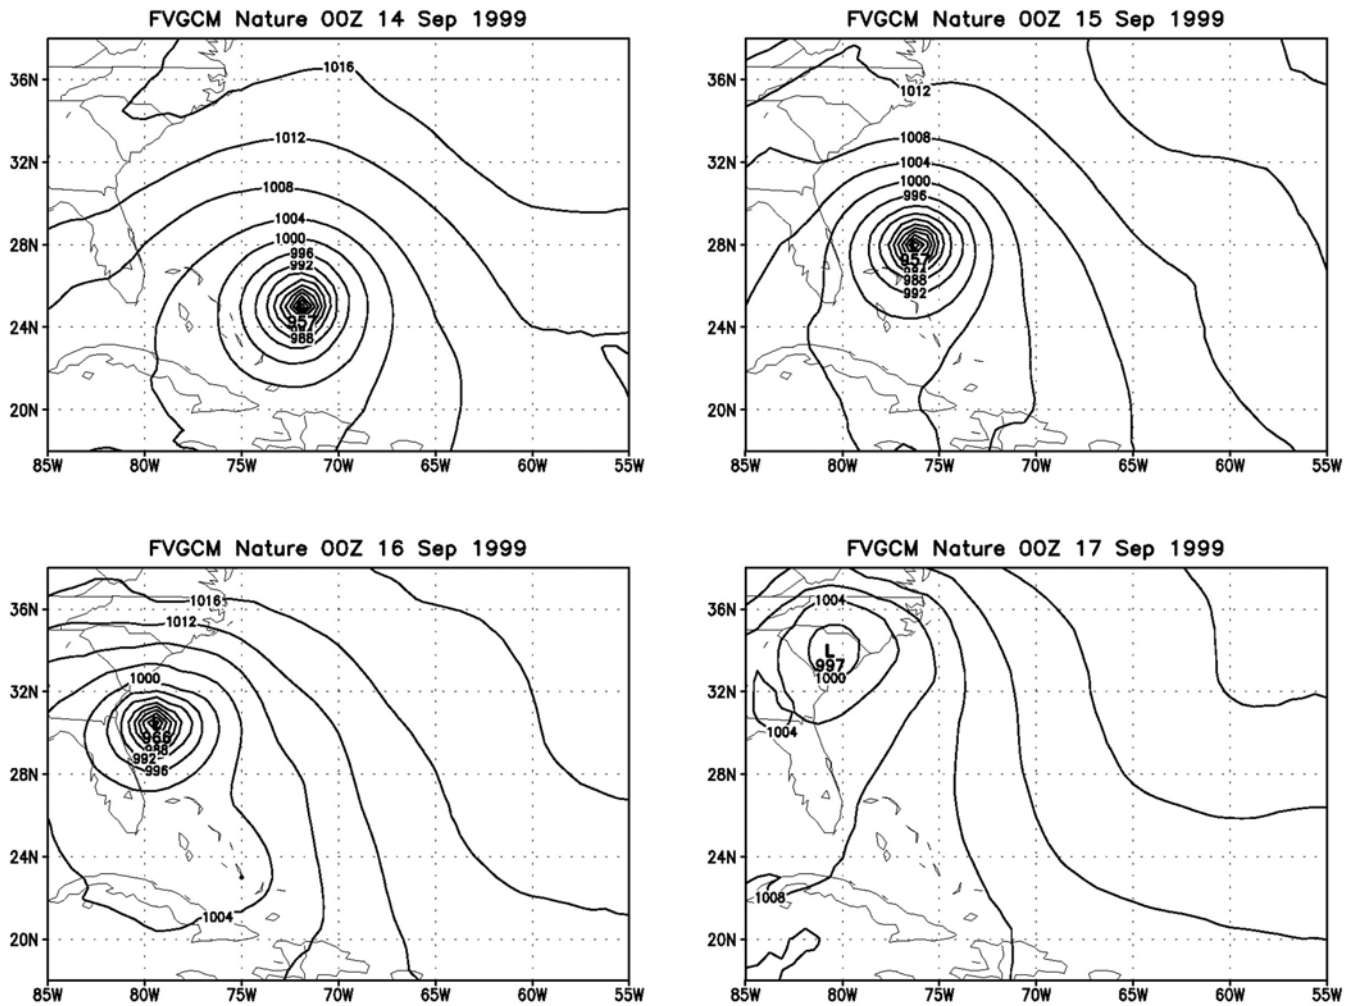 FVGCM Nature 00Z 14 Sep 1999
36N
32N
28N
24N
20N
85W 80W 75W 70W 65W 60W 55W
1016
1012
1008
1004
1000
996
992
957
988
FVGCM Nature 00Z 15 Sep 1999
36N
32N
28N
24N
20N
85W 80W 75W 70W 65W 60W 55W
1012
1008
1004
1000
996
L
957
988
992
FVGCM Nature 00Z 16 Sep 1999
36N
32N
28N
24N
20N
85W 80W 75W 70W 65W 60W 55W
1016
1012
1000
966
988
992
996
1004
FVGCM Nature 00Z 17 Sep 1999
36N
32N
28N
24N
20N
85W 80W 75W 70W 65W 60W 55W
1004
L
997
1000
1004
1008